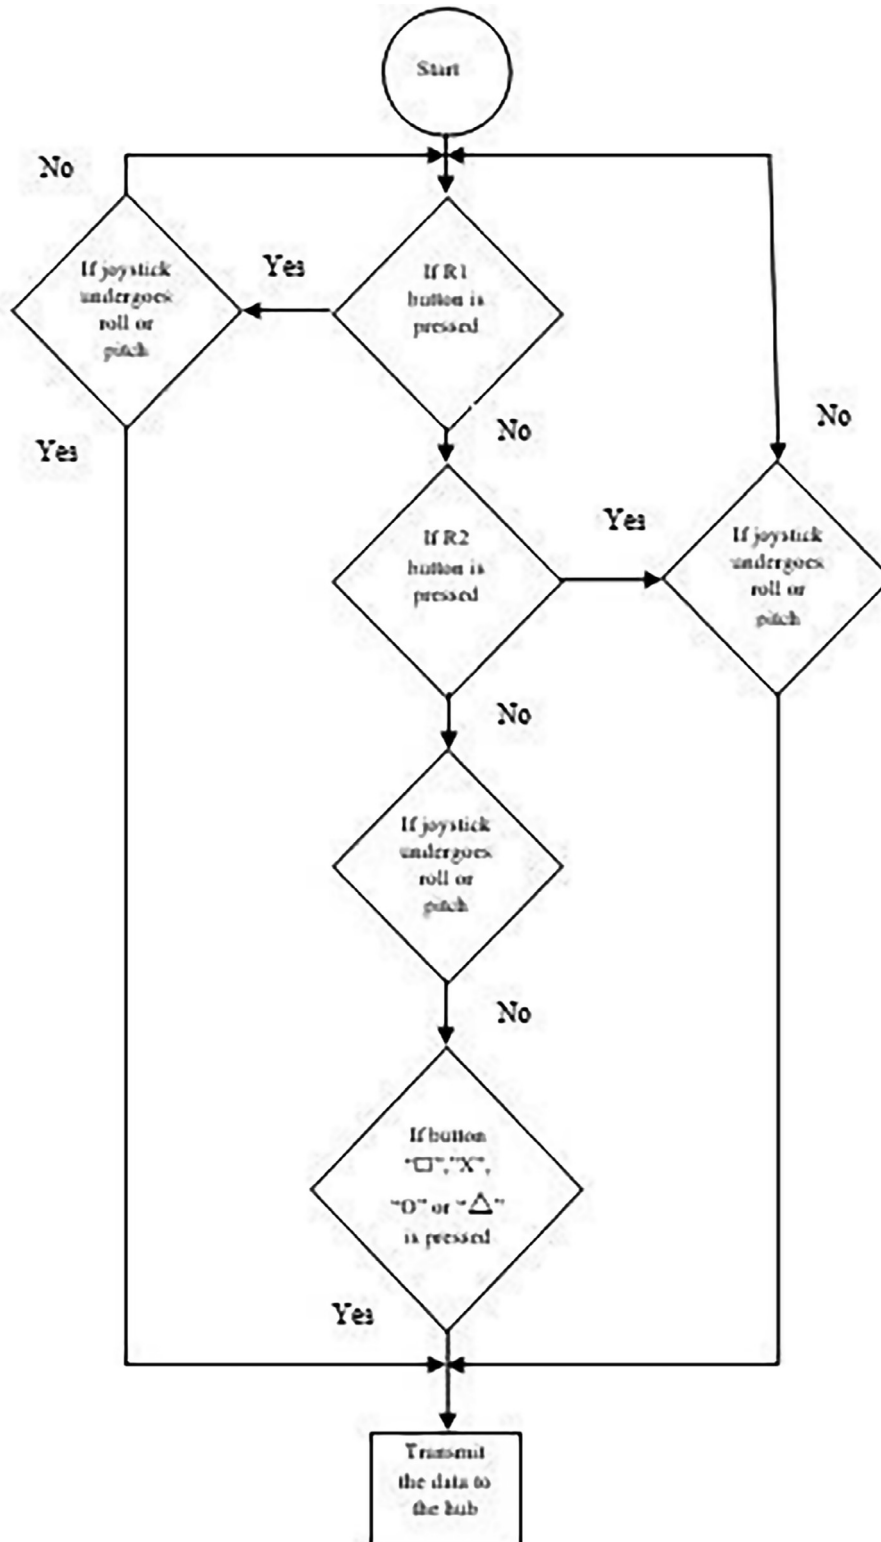 Start
No
If joystick
undergoes
roll or
pitch
Yes
If R1
button is
pressed
Yes
No
No
If R2
button is
pressed
Yes
If joystick
undergoes
roll or
pitch
No
If joystick
undergoes
roll or
pitch
No
If button
"□","X",
"O" or "△"
is pressed
Yes
Transmit
the data to
the hub